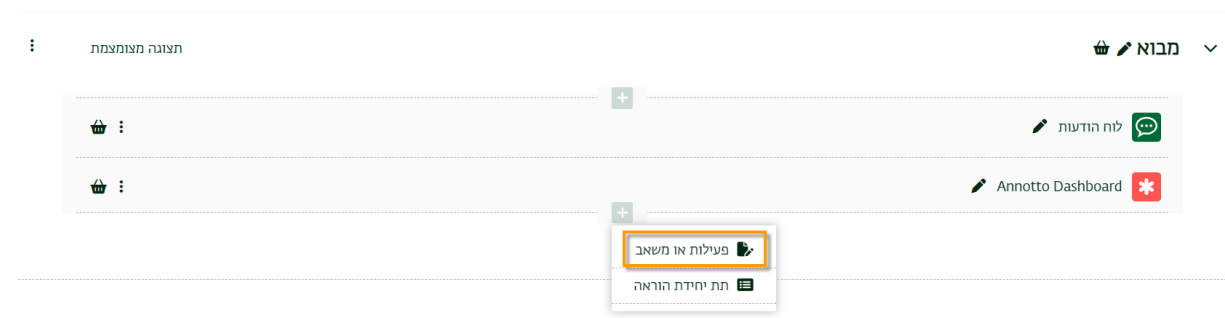 מבוא
תצוגה מצומצמת
לוח הודעות
Annotto Dashboard
פעילות או משאב
תת יחידת הוראה